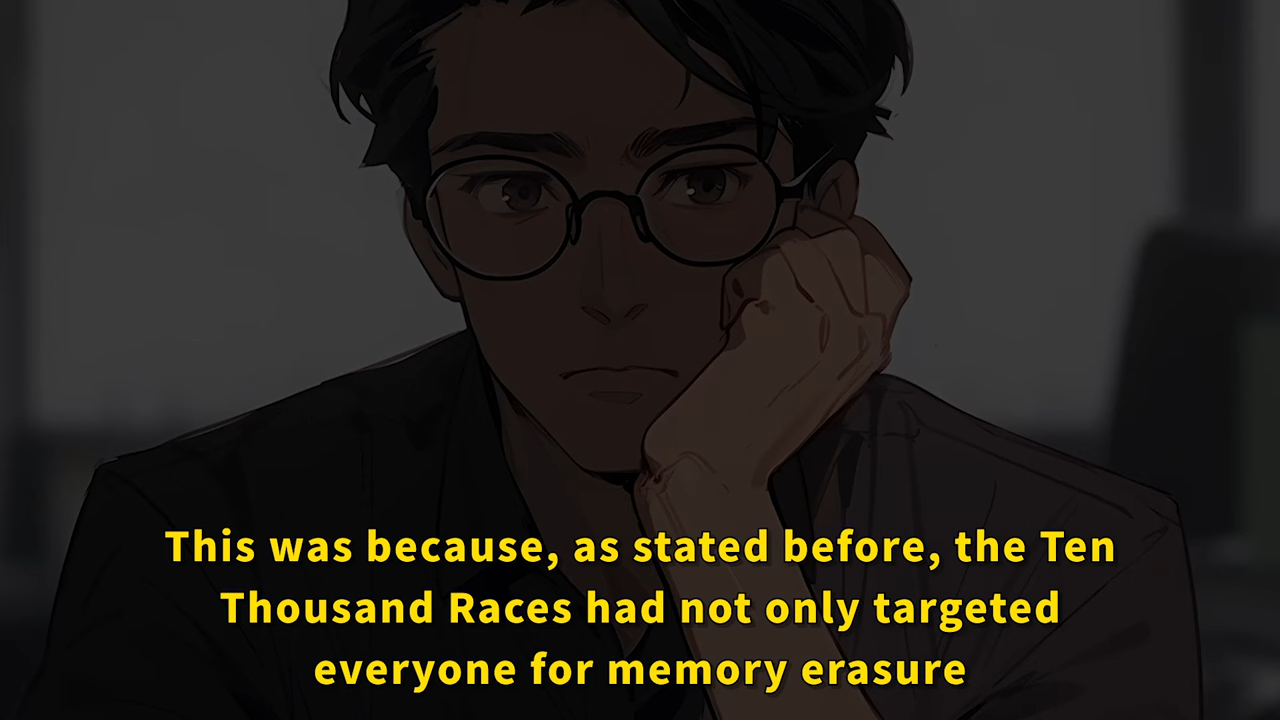 This was because, as stated before, the Ten
Thousand Races had not only targeted
everyone for memory erasure